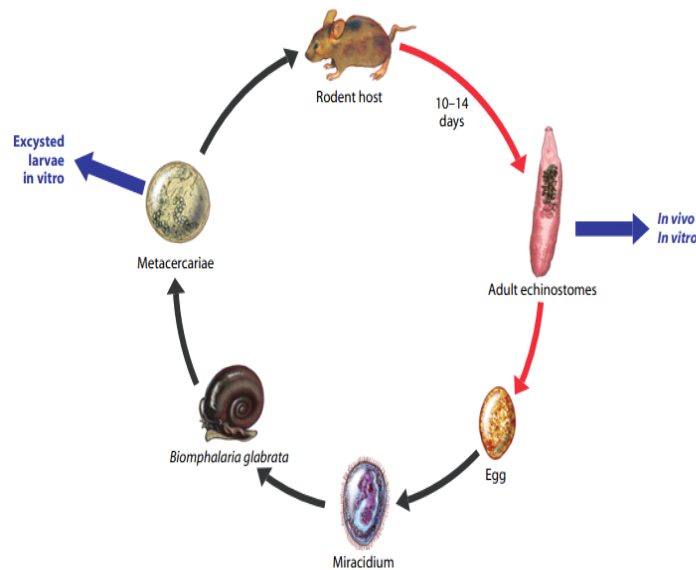 Rodent host
10–14
days
Excysted
larvae
in vitro
In vivo
In vitro
Metacercariae
Adult echinostomes
Biomphalaria glabrata
Egg
Miracidium